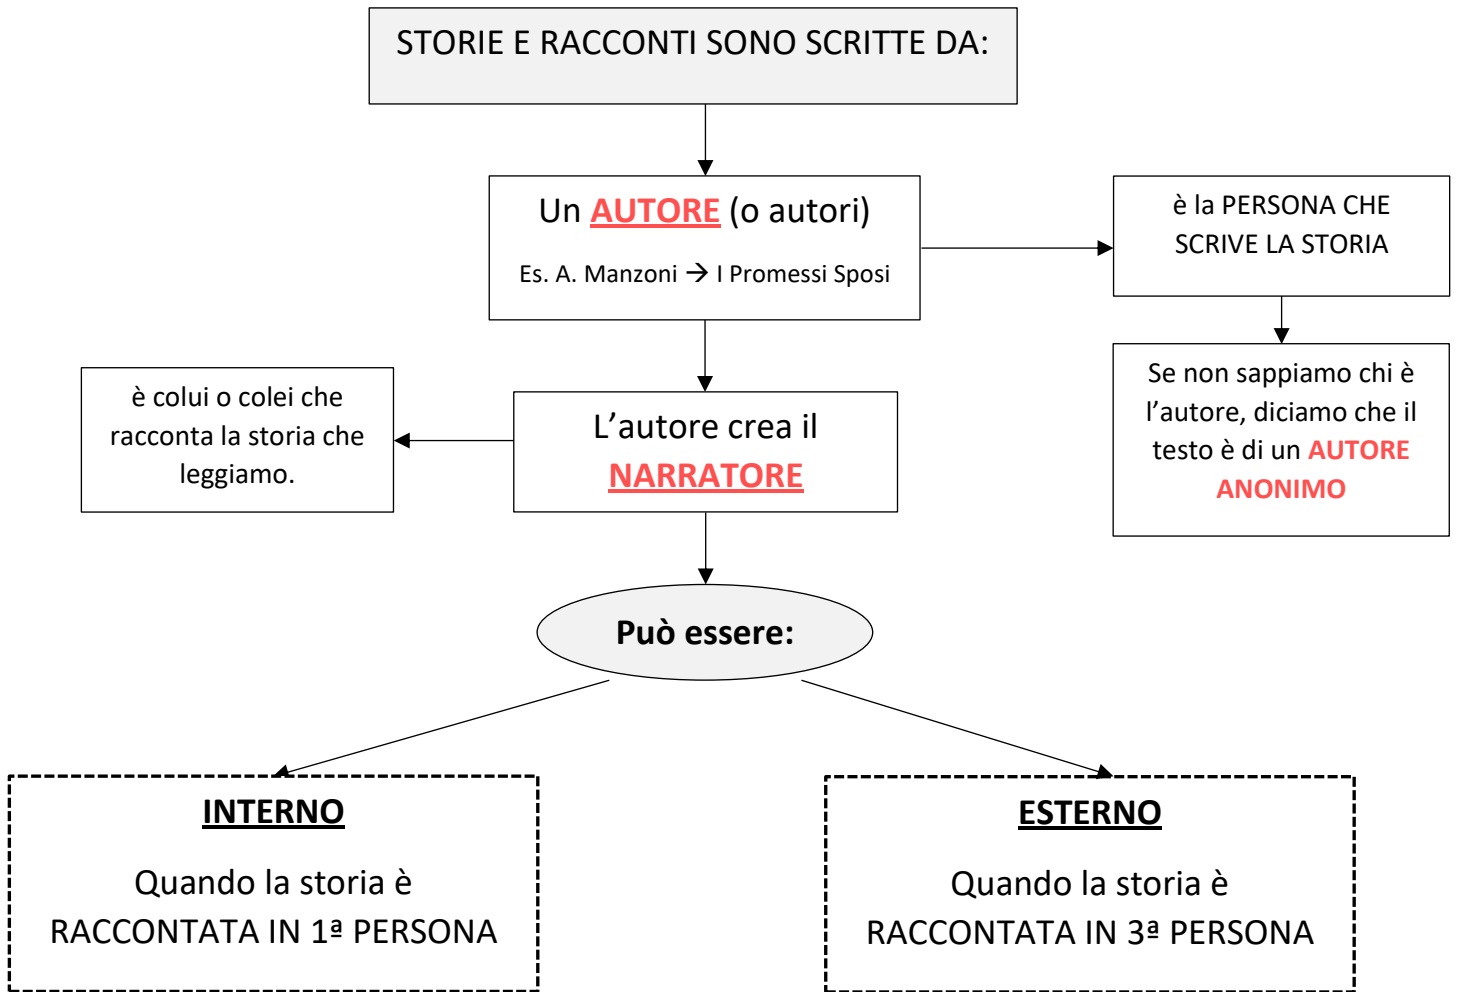 STORIE E RACCONTI SONO SCRITTE DA:
Un AUTORE (o autori)
Es. A. Manzoni → I Promessi Sposi
è la PERSONA CHE
SCRIVE LA STORIA
Se non sappiamo chi è
l’autore, diciamo che il
testo è di un AUTORE
ANONIMO
è colui o colei che
racconta la storia che
leggiamo.
L’autore crea il
NARRATORE
Può essere:
INTERNO
Quando la storia è
RACCONTATA IN 1ª PERSONA
ESTERNO
Quando la storia è
RACCONTATA IN 3ª PERSONA